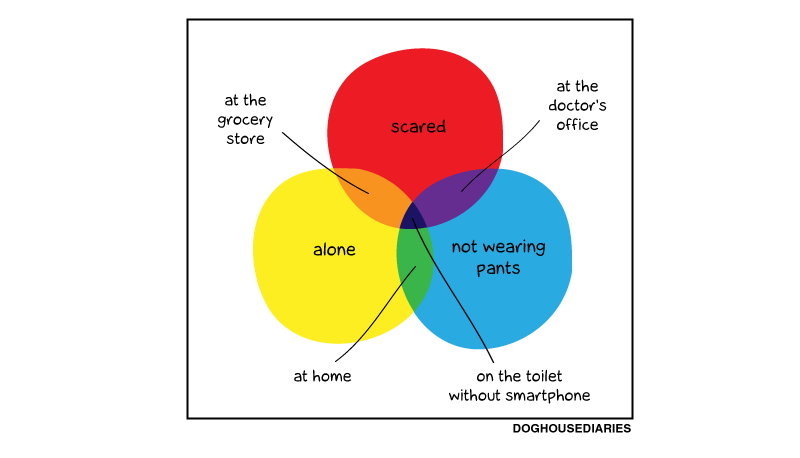 at the
grocery
store
scared
at the
doctor's
office
alone
not wearing
pants
at home
on the toilet
without smartphone
DOGHOUSEDIARIES